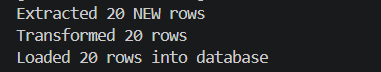 Extracted 20 NEW rows
Transformed 20 rows
Loaded 20 rows into database